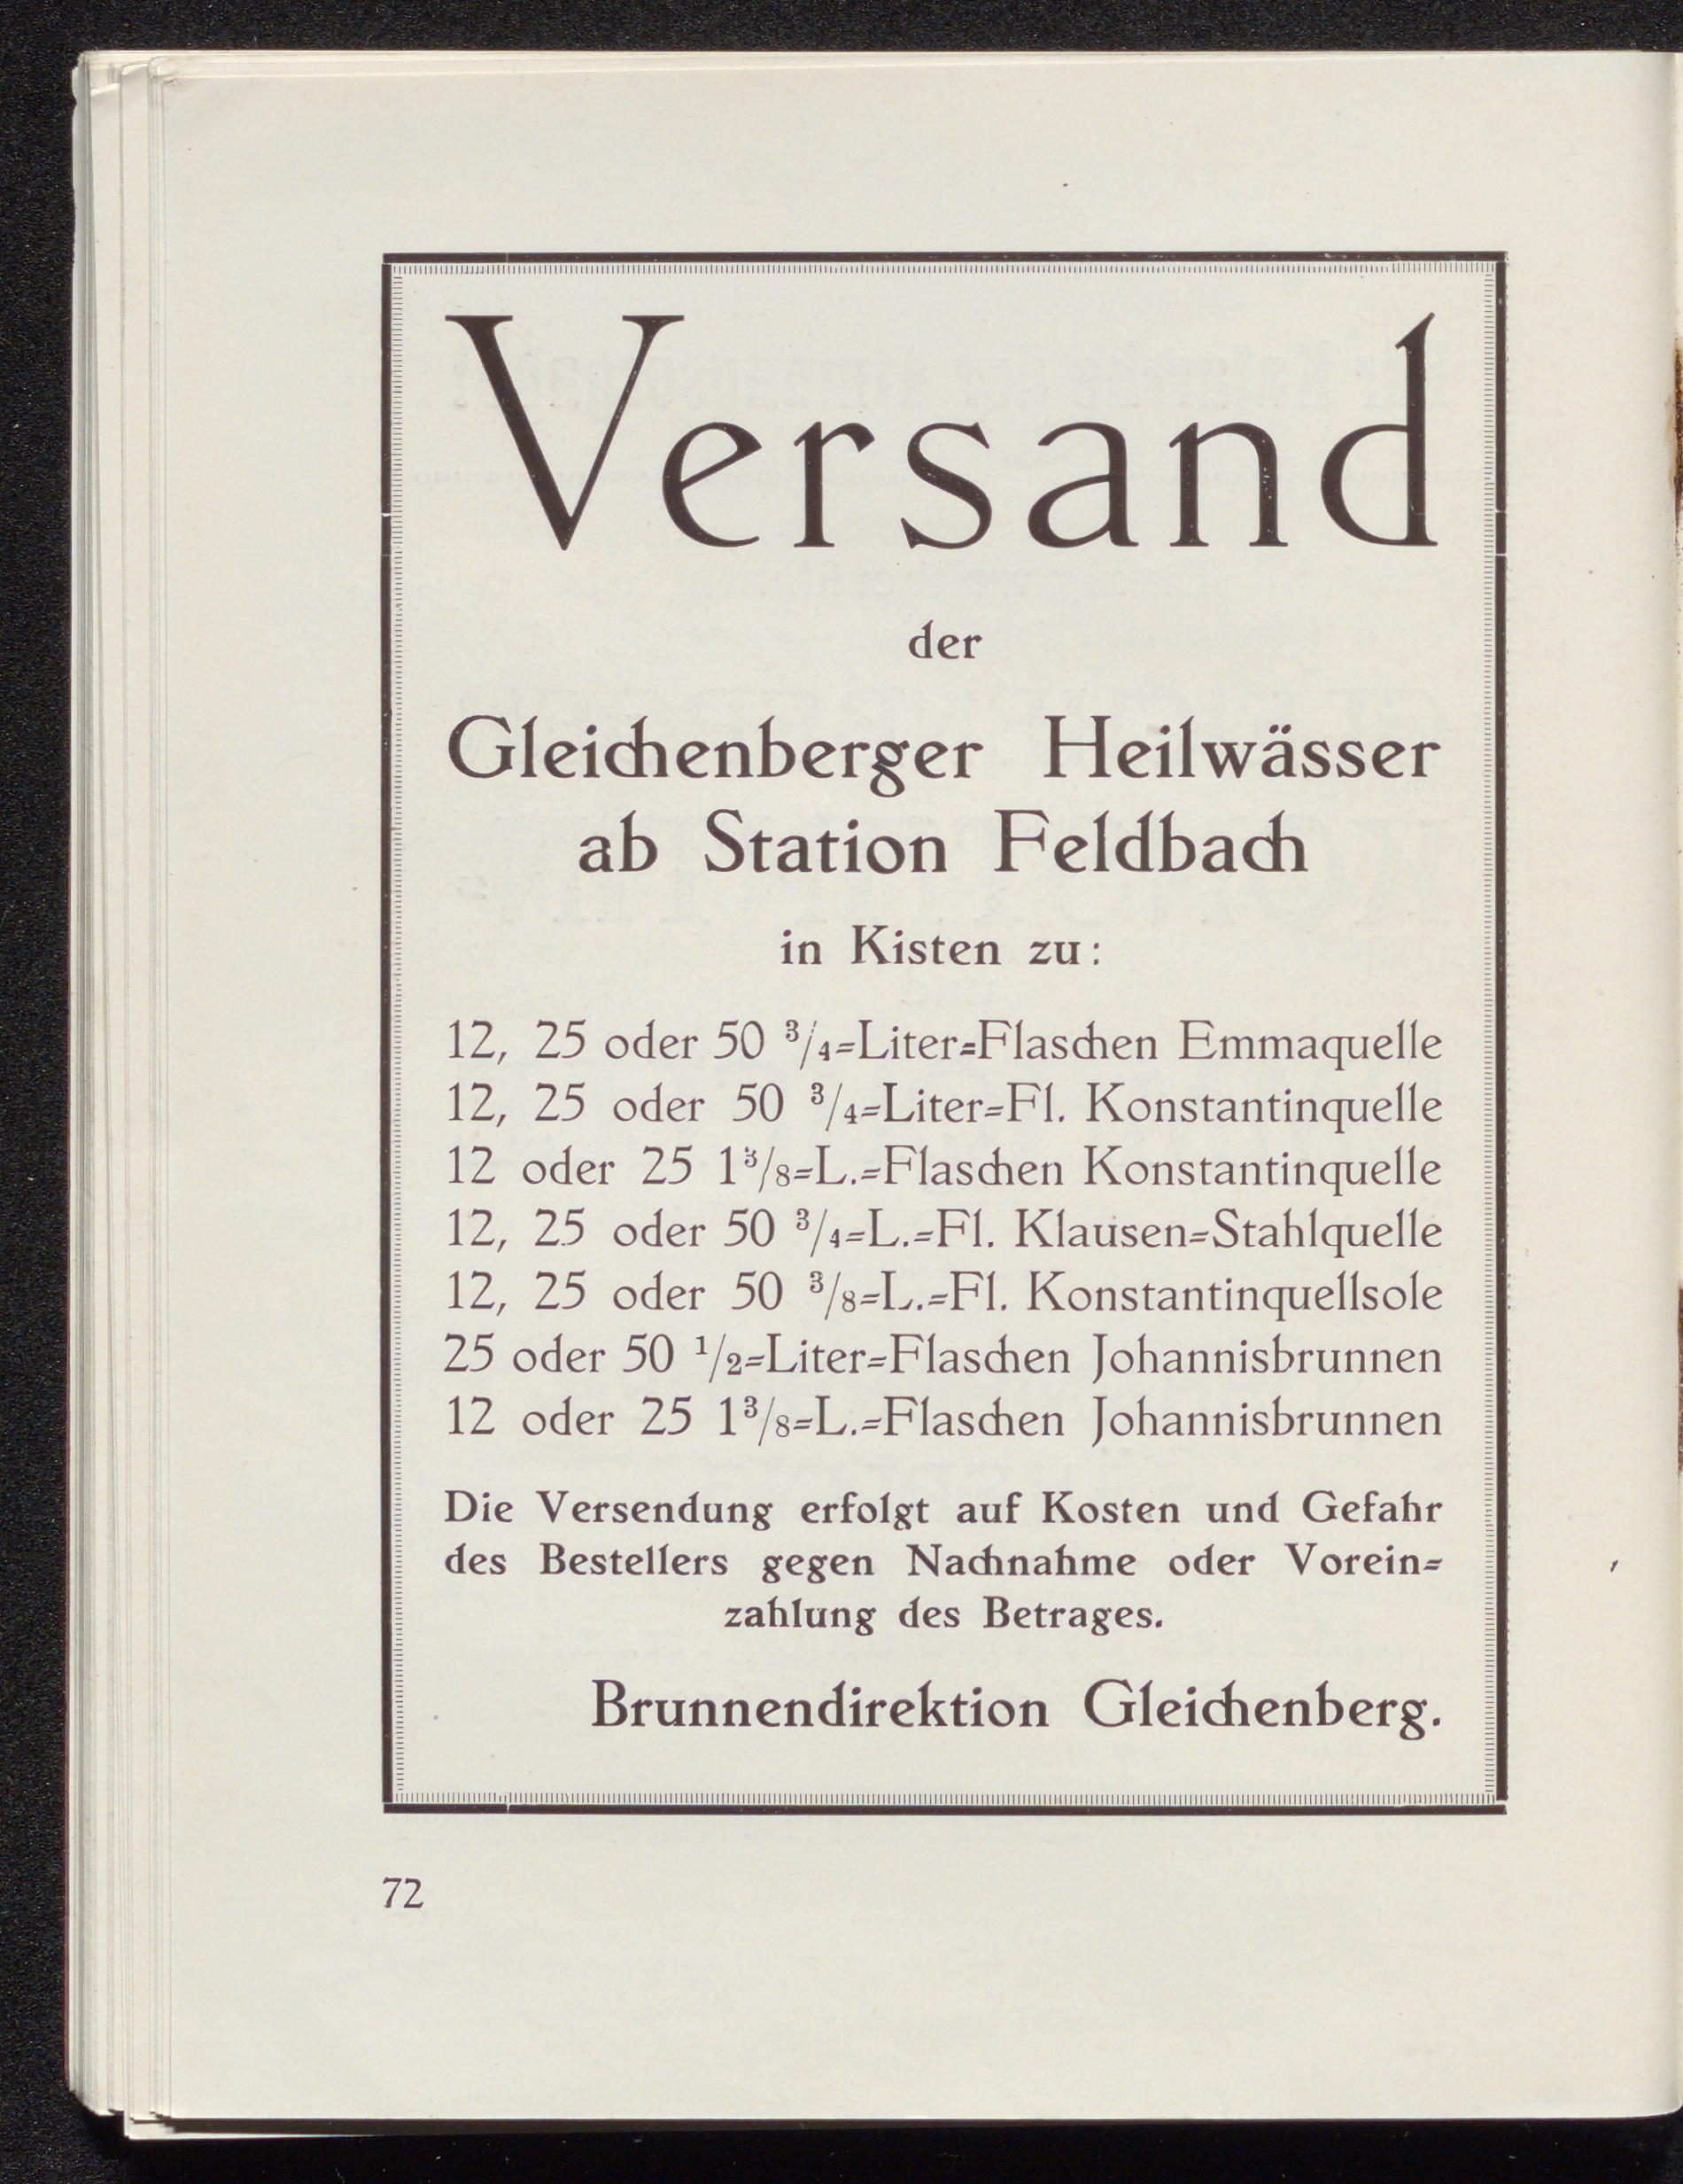 Versand
der
Gleichenberger Heilwässer
ab Station Feldbach
in Kisten zu:
12, 25 oder 50 3/4=Liter=Flaschen Emmaquelle
12, 25 oder 50 3/4=Liter=Fl. Konstantinquelle
12 oder 25 1 3/8=L.=Flaschen Konstantinquelle
12, 25 oder 50 3/4=L.=Fl. Klausen=Stahlquelle
12, 25 oder 50 3/8=L.=Fl. Konstantinquellsole
25 oder 50 1/2=Liter=Flaschen Johannisbrunnen
12 oder 25 1 3/8=L.=Flaschen Johannisbrunnen
Die Versendung erfolgt auf Kosten und Gefahr
des Bestellers gegen Nachnahme oder Vorein=
zahlung des Betrages.
Brunnendirektion Gleichenberg.
72